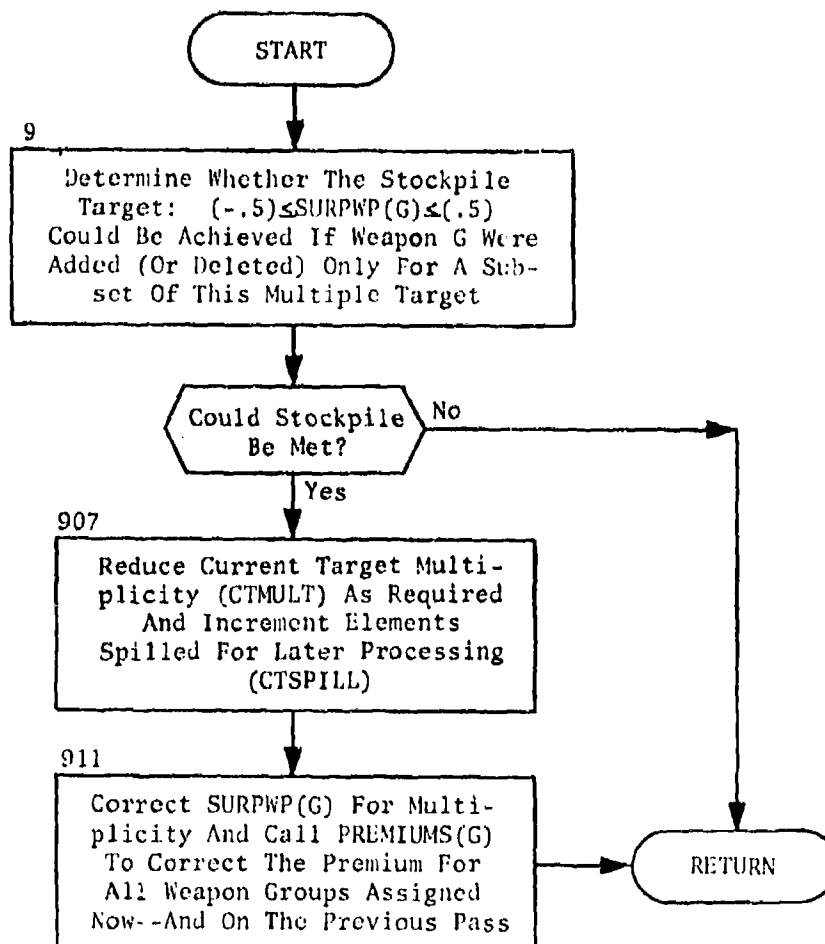 START
9
Determine Whether The Stockpile
Target: (-.5)≤SURPWP(G)≤(.5)
Could Be Achieved If Weapon G Were
Added (Or Deleted) Only For A Sub-
set Of This Multiple Target
Could Stockpile
Be Met?
No
Yes
907
Reduce Current Target Multi-
plicity (CTMULT) As Required
And Increment Elements
Spilled For Later Processing
(CTSPILL)
911
Correct SURPWP(G) For Multi-
plicity And Call PREMIUMS(G)
To Correct The Premium For
All Weapon Groups Assigned
Now--And On The Previous Pass
RETURN